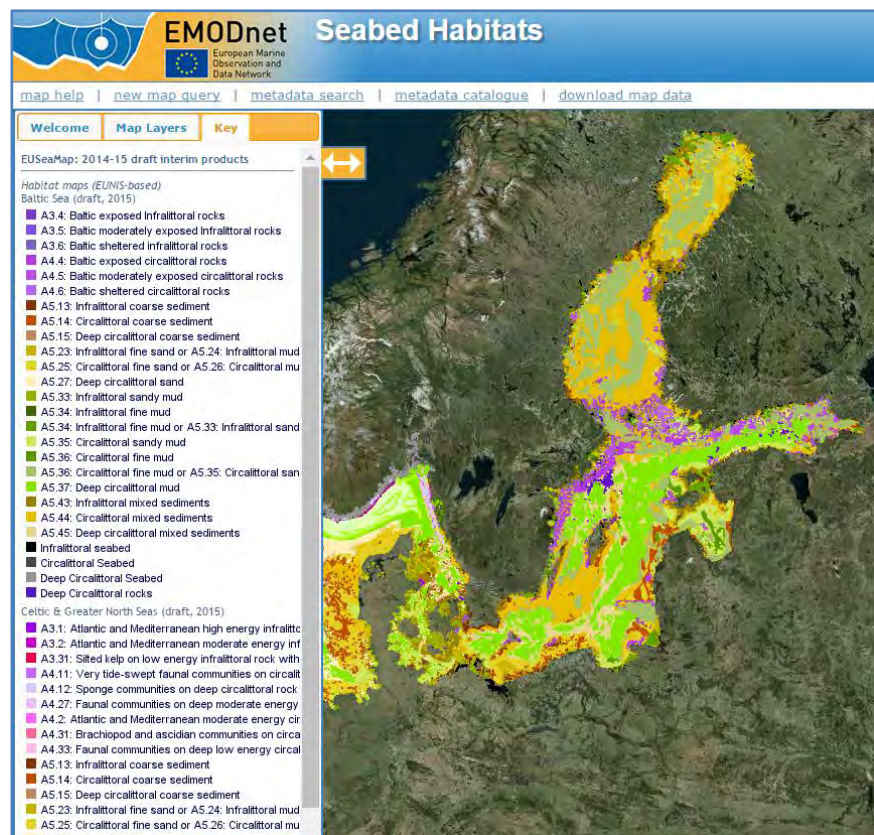 EMODnet
Seabed Habitats
European Marine
Observation and
Data Network
map help | new map query | metadata search | metadata catalogue | download map data
Welcome Map Layers Key
EUSeaMap: 2014-15 draft interim products
Habitat maps (EUNIS-based)
Baltic Sea (draft, 2015)
A3.4: Baltic exposed Infralittoral rocks
A3.5: Baltic moderately exposed Infralittoral rocks
A3.6: Baltic sheltered infralittoral rocks
A4.4: Baltic exposed circalittoral rocks
A4.5: Baltic moderately exposed circalittoral rocks
A4.6: Baltic sheltered circalittoral rocks
A5.13: Infralittoral coarse sediment
A5.14: Circalittoral coarse sediment
A5.15: Deep circalittoral coarse sediment
A5.23: Infralittoral fine sand or A5.24: Infralittoral mud
A5.25: Circalittoral fine sand or A5.26: Circalittoral mu
A5.27: Deep circalittoral sand
A5.33: Infralittoral sandy mud
A5.34: Infralittoral fine mud
A5.34: Infralittoral fine mud or A5.33: Infralittoral sand
A5.35: Circalittoral sandy mud
A5.36: Circalittoral fine mud
A5.36: Circalittoral fine mud or A5.35: Circalittoral san
A5.37: Deep circalittoral mud
A5.43: Infralittoral mixed sediments
A5.44: Circalittoral mixed sediments
A5.45: Deep circalittoral mixed sediments
Infralittoral seabed
Circalittoral Seabed
Deep Circalittoral Seabed
Deep Circalittoral rocks
Celtic & Greater North Seas (draft, 2015)
A3.1: Atlantic and Mediterranean high energy infralitto
A3.2: Atlantic and Mediterranean moderate energy inf
A3.31: Silted kelp on low energy infralittoral rock with
A4.11: Very tide-swept faunal communities on circalit
A4.12: Sponge communities on deep circalittoral rock
A4.27: Faunal communities on deep moderate energy
A4.2: Atlantic and Mediterranean moderate energy cir
A4.31: Brachiopod and ascidian communities on circa
A4.33: Faunal communities on deep low energy circal
A5.13: Infralittoral coarse sediment
A5.14: Circalittoral coarse sediment
A5.15: Deep circalittoral coarse sediment
A5.23: Infralittoral fine sand or A5.24: Infralittoral mud
A5.25: Circalittoral fine sand or A5.26: Circalittoral mu